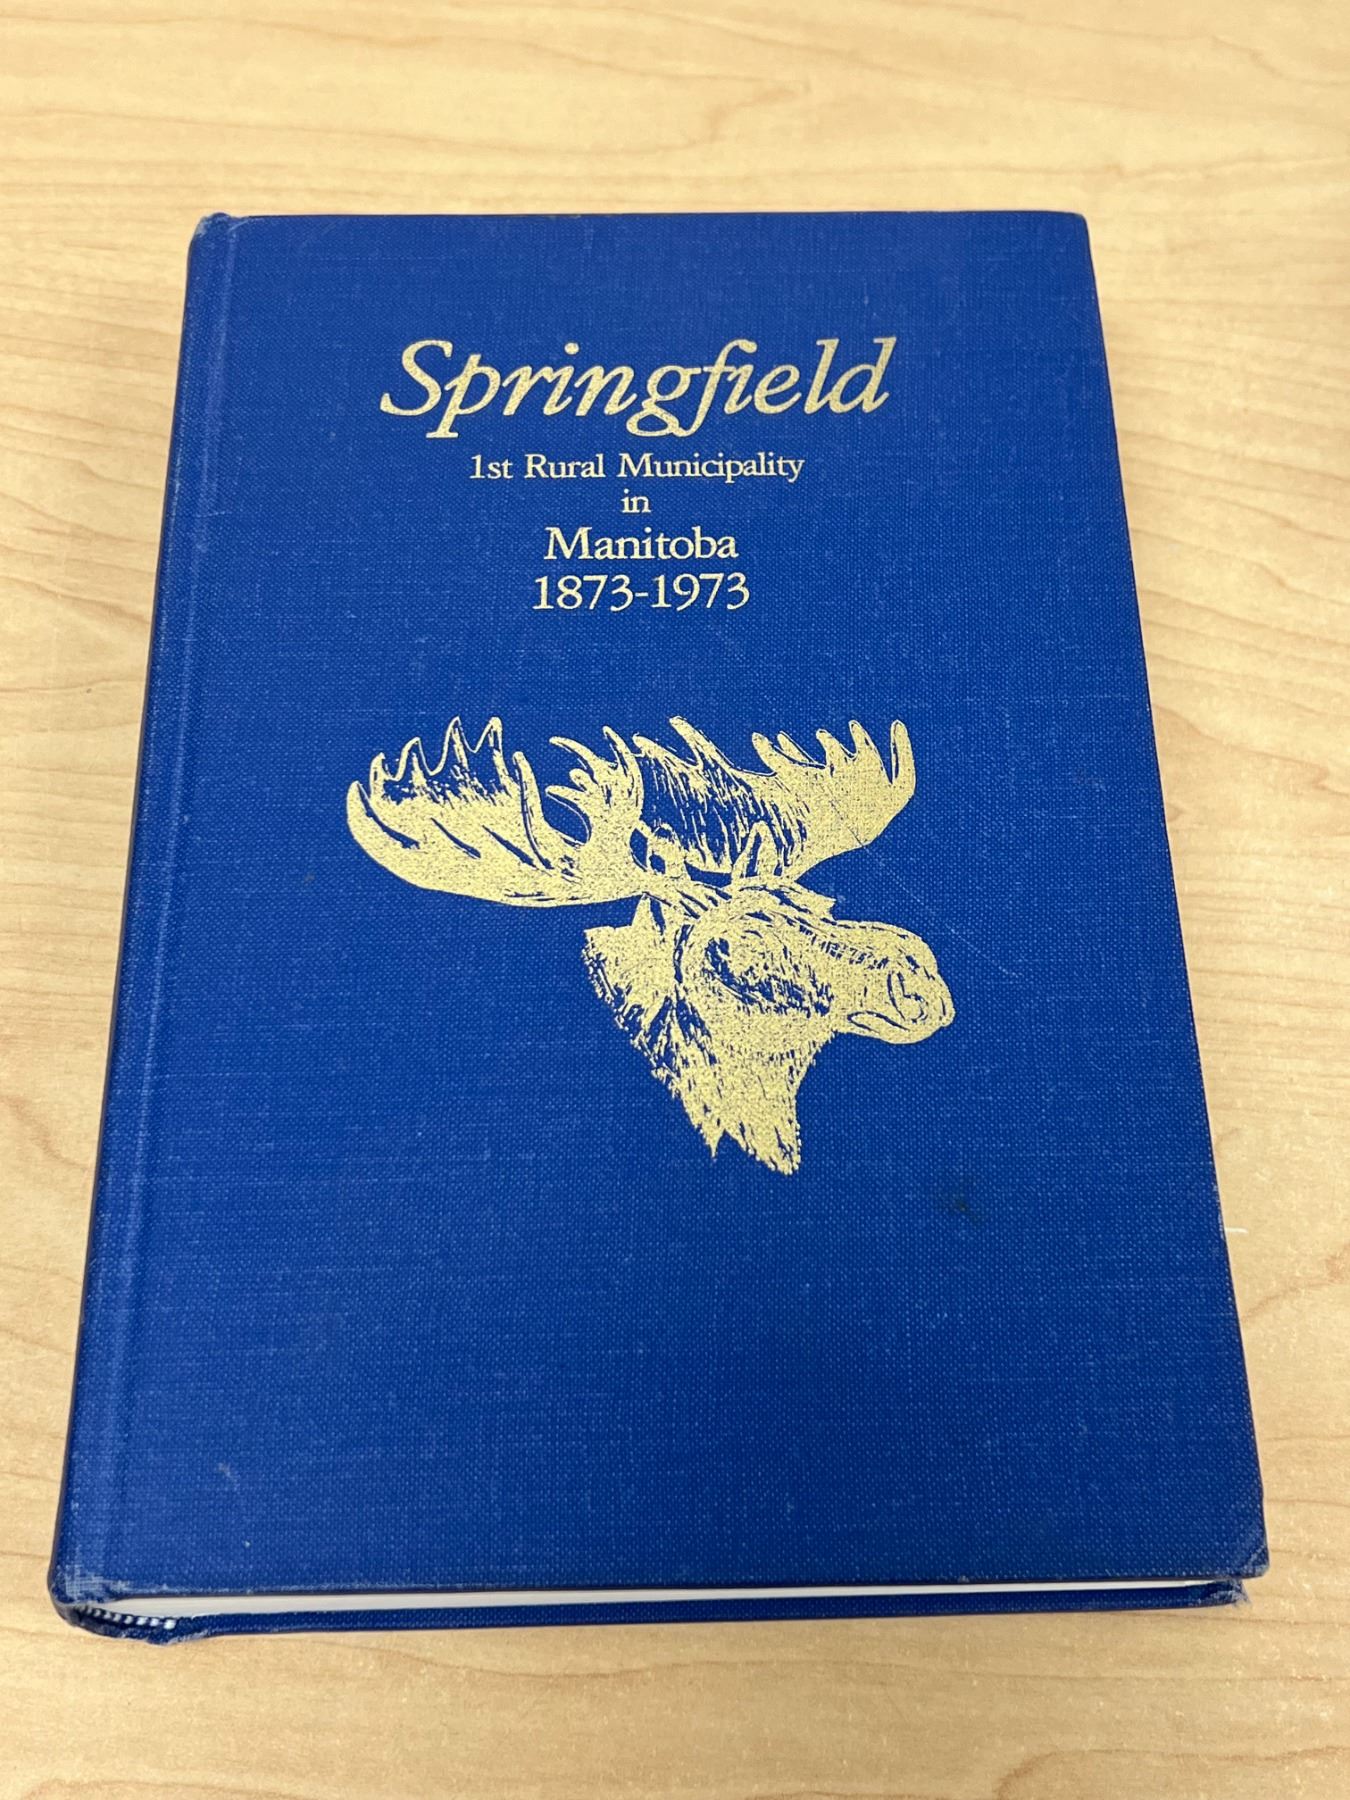 Springfield
1st Rural Municipality
in
Manitoba
1873-1973